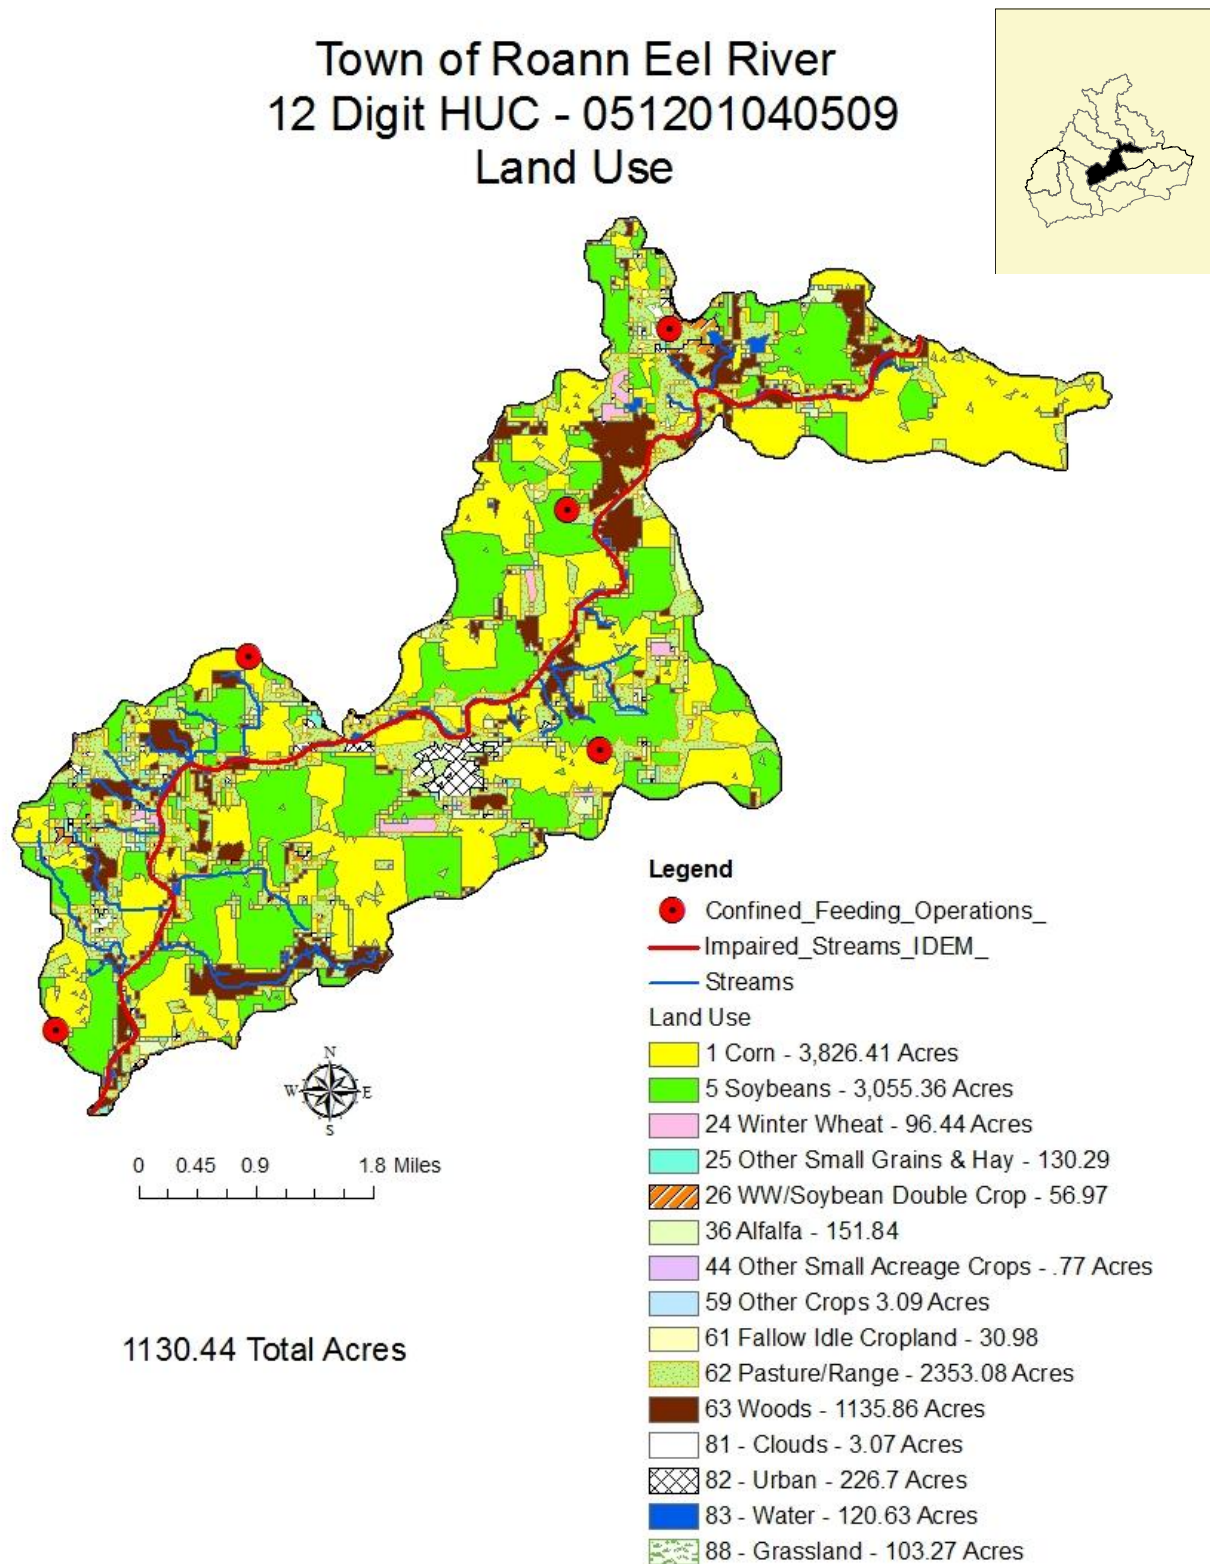 Town of Roann Eel River
12 Digit HUC - 051201040509
Land Use
Legend
Confined_Feeding_Operations_
Impaired_Streams_IDEM_
Streams
Land Use
1 Corn - 3,826.41 Acres
5 Soybeans - 3,055.36 Acres
24 Winter Wheat - 96.44 Acres
25 Other Small Grains & Hay - 130.29
26 WW/Soybean Double Crop - 56.97
36 Alfalfa - 151.84
44 Other Small Acreage Crops - .77 Acres
59 Other Crops 3.09 Acres
61 Fallow Idle Cropland - 30.98
62 Pasture/Range - 2353.08 Acres
63 Woods - 1135.86 Acres
81 - Clouds - 3.07 Acres
82 - Urban - 226.7 Acres
83 - Water - 120.63 Acres
88 - Grassland - 103.27 Acres
N
W E
S
0 0.45 0.9 1.8 Miles
1130.44 Total Acres